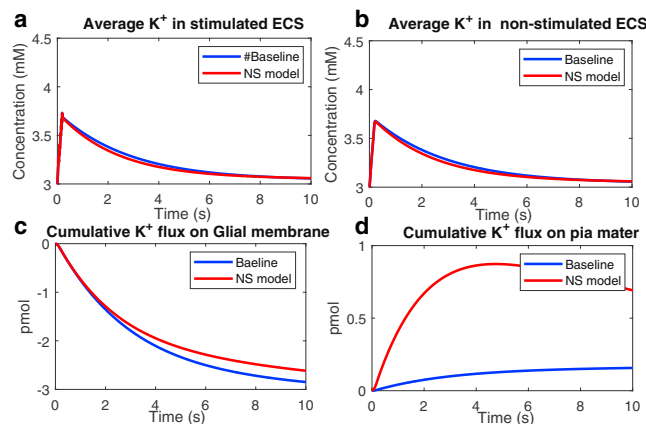 a
Average K+ in stimulated ECS
4.5
4
3.5
3
Concentration (mM)
#Baseline
NS model
0 2 4 6 8 10
Time (s)
b
Average K+ in non-stimulated ECS
4.5
4
3.5
3
Concentration (mM)
Baseline
NS model
0 2 4 6 8 10
Time (s)
c
Cumulative K+ flux on Glial membrane
0
-1
-2
-3
pmol
Baeline
NS model
0 2 4 6 8 10
Time (s)
d
Cumulative K+ flux on pia mater
1
0.5
0
pmol
Baseline
NS model
0 2 4 6 8 10
Time (s)